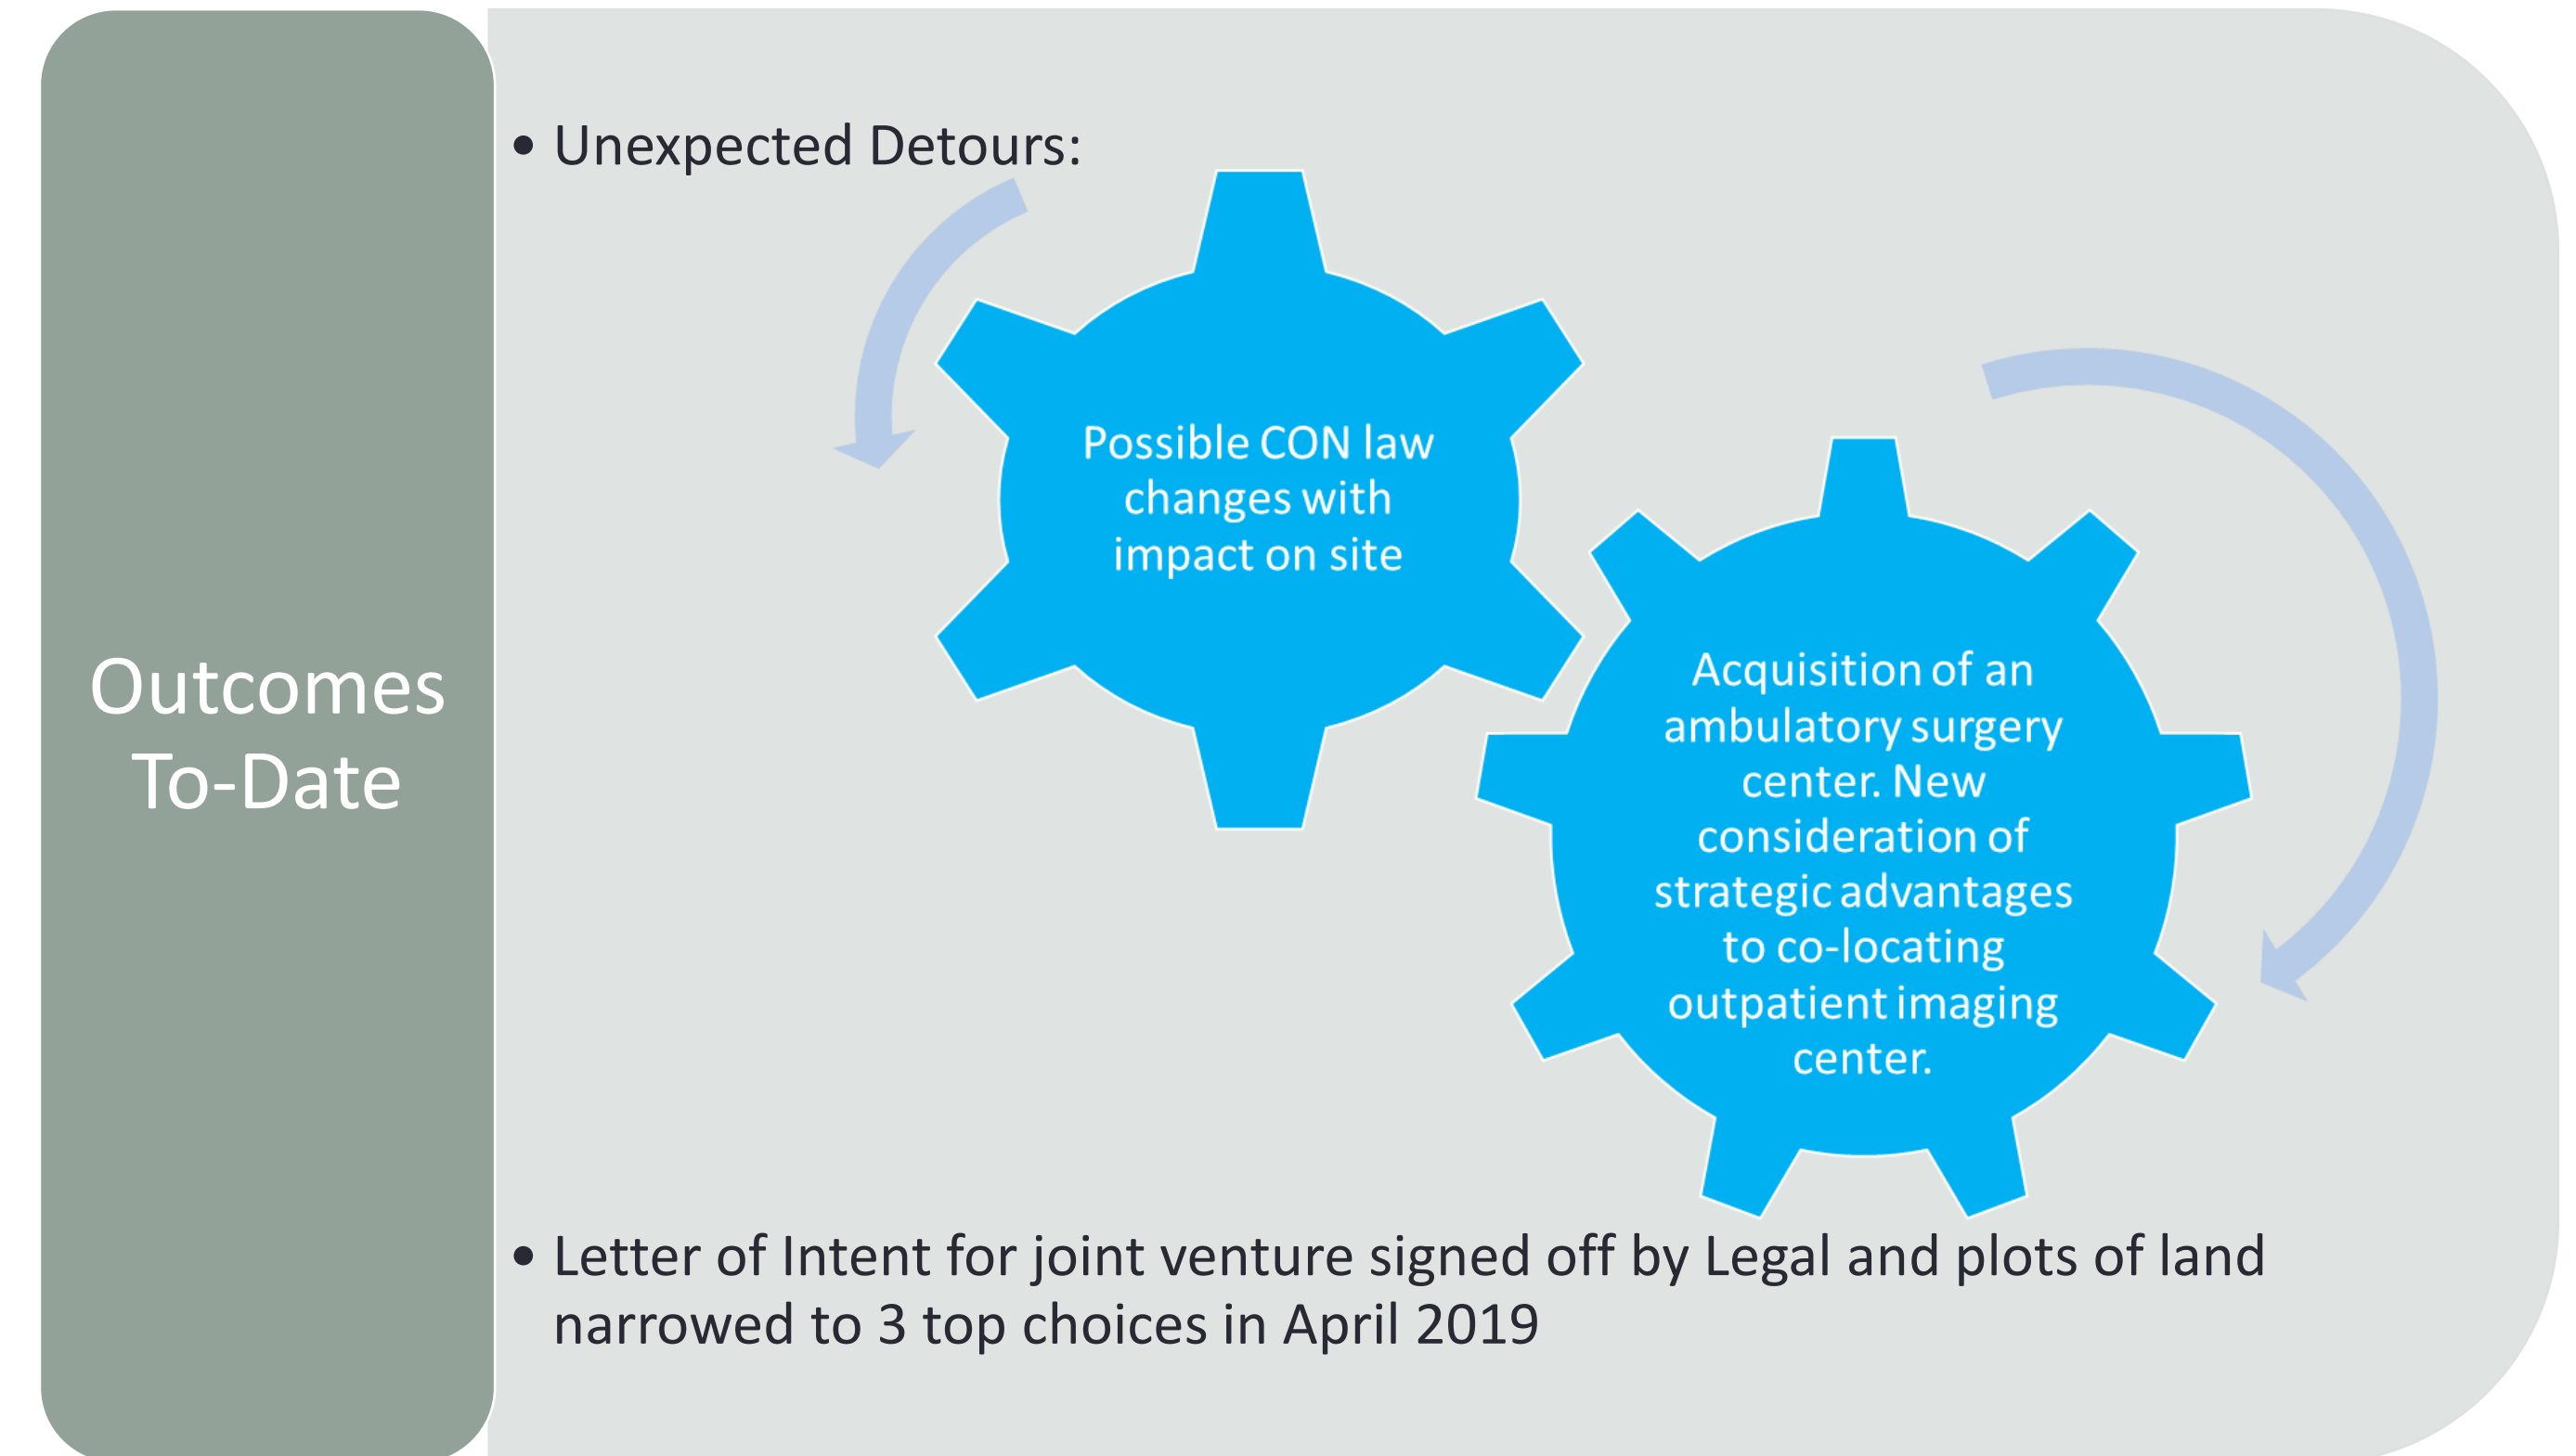 Outcomes
To-Date
• Unexpected Detours:
Possible CON law
changes with
impact on site
Acquisition of an
ambulatory surgery
center. New
consideration of
strategic advantages
to co-locating
outpatient imaging
center.
• Letter of Intent for joint venture signed off by Legal and plots of land
narrowed to 3 top choices in April 2019